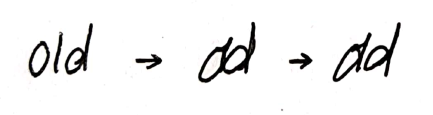 old → dd → dd